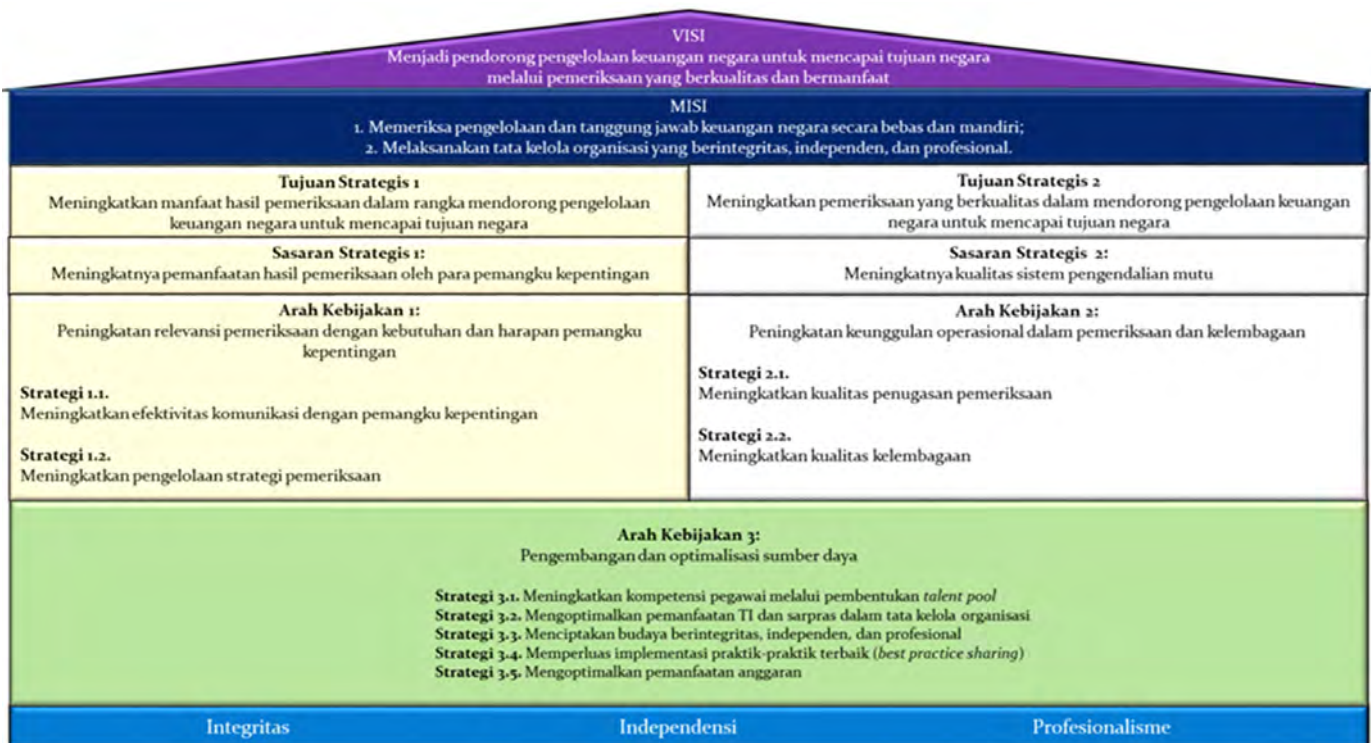 VISI
Menjadi pendorong pengelolaan keuangan negara untuk mencapai tujuan negara
melalui pemeriksaan yang berkualitas dan bermanfaat
MISI
1. Memeriksa pengelolaan dan tanggung jawab keuangan negara secara bebas dan mandiri;
2. Melaksanakan tata kelola organisasi yang berintegritas, independen, dan profesional.
Tujuan Strategis 1
Meningkatkan manfaat hasil pemeriksaan dalam rangka mendorong pengelolaan
keuangan negara untuk mencapai tujuan negara
Sasaran Strategis 1:
Meningkatnya pemanfaatan hasil pemeriksaan oleh para pemangku kepentingan
Arah Kebijakan 1:
Peningkatan relevansi pemeriksaan dengan kebutuhan dan harapan pemangku
kepentingan
Strategi 1.1.
Meningkatkan efektivitas komunikasi dengan pemangku kepentingan
Strategi 1.2.
Meningkatkan pengelolaan strategi pemeriksaan
Tujuan Strategis 2
Meningkatkan pemeriksaan yang berkualitas dalam mendorong pengelolaan keuangan
negara untuk mencapai tujuan negara
Sasaran Strategis 2:
Meningkatnya kualitas sistem pengendalian mutu
Arah Kebijakan 2:
Peningkatan keunggulan operasional dalam pemeriksaan dan kelembagaan
Strategi 2.1.
Meningkatkan kualitas penugasan pemeriksaan
Strategi 2.2.
Meningkatkan kualitas kelembagaan
Arah Kebijakan 3:
Pengembangan dan optimalisasi sumber daya
Strategi 3.1. Meningkatkan kompetensi pegawai melalui pembentukan talent pool
Strategi 3.2. Mengoptimalkan pemanfaatan TI dan sarpras dalam tata kelola organisasi
Strategi 3.3. Menciptakan budaya berintegritas, independen, dan profesional
Strategi 3.4. Memperluas implementasi praktik-praktik terbaik (best practice sharing)
Strategi 3.5. Mengoptimalkan pemanfaatan anggaran
Integritas Independensi Profesionalisme